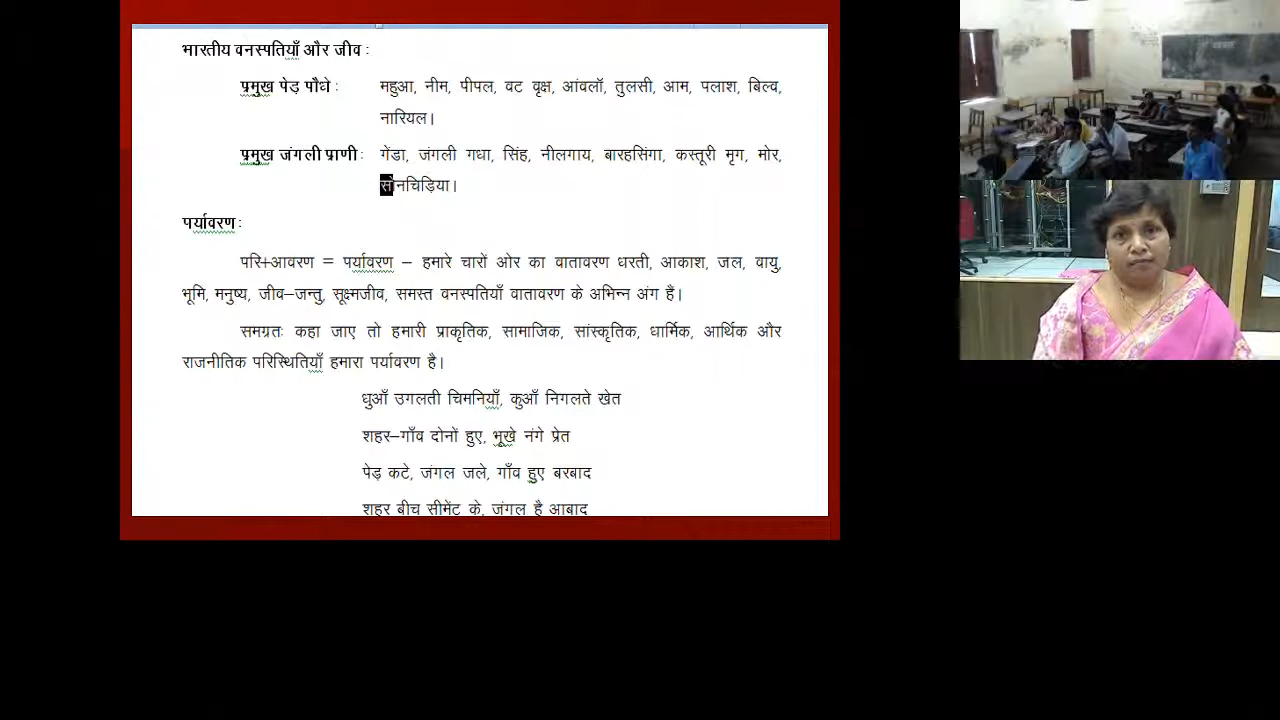 भारतीय वनस्पतियाँ और जीव :
प्रमुख पेड़ पौधे : महुआ, नीम, पीपल, वट वृक्ष, आंवलॉ, तुलसी, आम, पलाश, बिल्व,
नारियल।
प्रमुख जंगली प्राणी : गेंडा, जंगली गधा, सिंह, नीलगाय, बारहसिंगा, कस्तूरी मृग, मोर,
सोनचिड़िया।
पर्यावरण :
परि+आवरण = पर्यावरण – हमारे चारों ओर का वातावरण धरती, आकाश, जल, वायु,
भूमि, मनुष्य, जीव–जन्तु, सूक्ष्मजीव, समस्त वनस्पतियाँ वातावरण के अभिन्न अंग हैं।
समग्रतः कहा जाए तो हमारी प्राकृतिक, सामाजिक, सांस्कृतिक, धार्मिक, आर्थिक और
राजनीतिक परिस्थितियाँ हमारा पर्यावरण है।
धुआँ उगलती चिमनियाँ, कुआँ निगलते खेत
शहर–गाँव दोनों हुए, भूखे नंगे प्रेत
पेड़ कटे, जंगल जले, गाँव हुए बरबाद
शहर बीच सीमेंट के, जंगल है आबाद